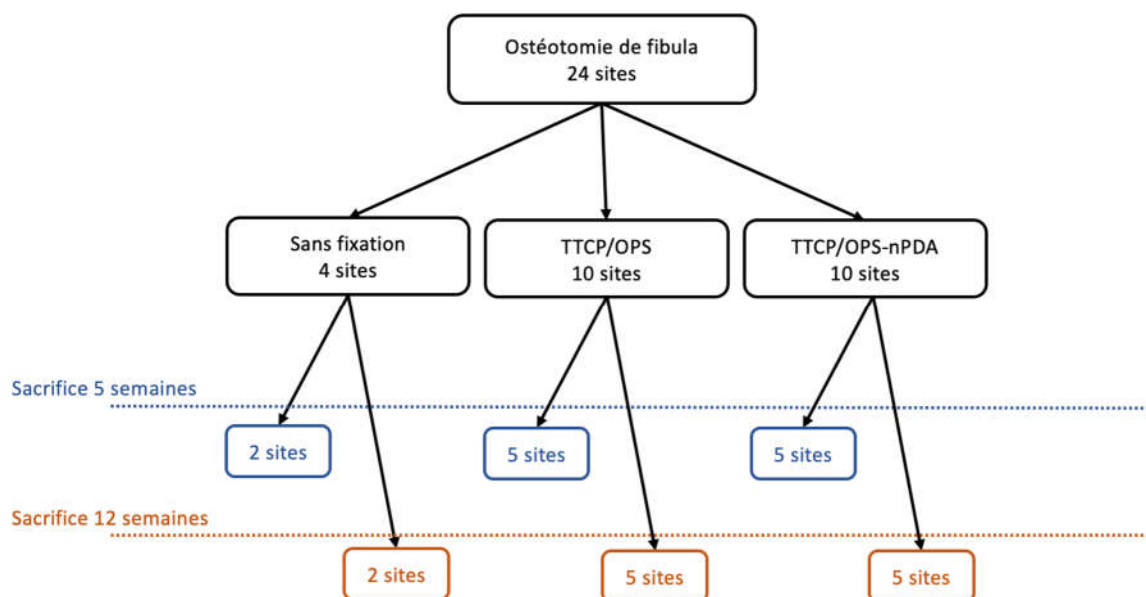 Ostéotomie de fibula
24 sites
Sans fixation
4 sites
TTCP/OPS
10 sites
TTCP/OPS-nPDA
10 sites
Sacrifice 5 semaines
2 sites
5 sites
5 sites
Sacrifice 12 semaines
2 sites
5 sites
5 sites